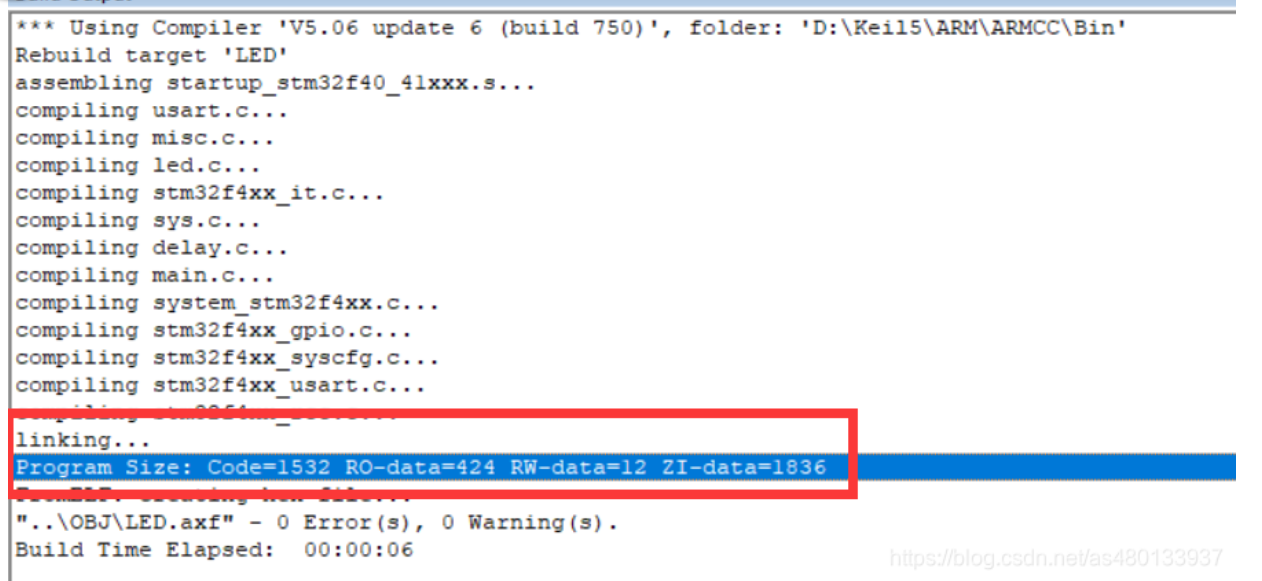 *** Using Compiler 'V5.06 update 6 (build 750)', folder: 'D:\Keil5\ARM\ARMCC\Bin'
Rebuild target 'LED'
assembling startup_stm32f40_41xxx.s...
compiling usart.c...
compiling misc.c...
compiling led.c...
compiling stm32f4xx_it.c...
compiling sys.c...
compiling delay.c...
compiling main.c...
compiling system_stm32f4xx.c...
compiling stm32f4xx_gpio.c...
compiling stm32f4xx_syscfg.c...
compiling stm32f4xx_usart.c...
linking...
Program Size: Code=1532 RO-data=424 RW-data=12 ZI-data=1836
"..\OBJ\LED.axf" - 0 Error(s), 0 Warning(s).
Build Time Elapsed:  00:00:06
https://blog.csdn.net/as480133937